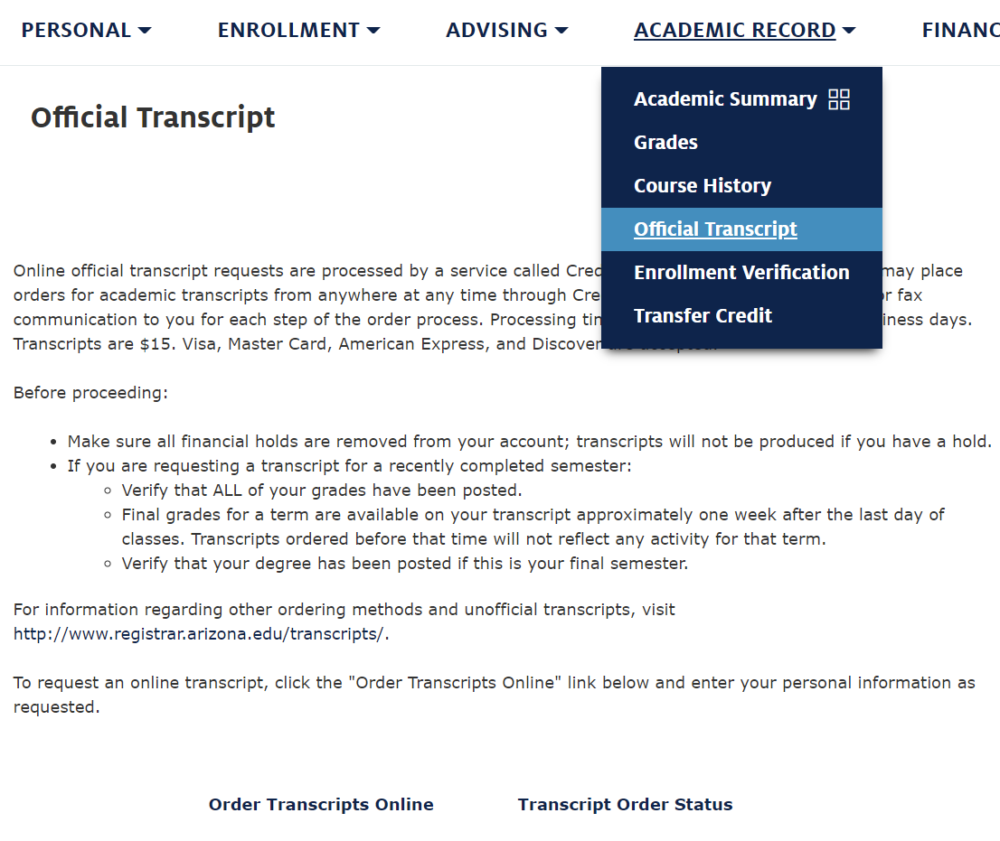 PERSONAL ENROLLMENT ADVISING ACADEMIC RECORD FINANC
Official Transcript
Academic Summary
Grades
Course History
Official Transcript
Enrollment Verification
Transfer Credit
Online official transcript requests are processed by a service called Cred may place
orders for academic transcripts from anywhere at any time through Cre or fax
communication to you for each step of the order process. Processing tim iness days.
Transcripts are $15. Visa, Master Card, American Express, and Discover are accepted.
Before proceeding:
• Make sure all financial holds are removed from your account; transcripts will not be produced if you have a hold.
• If you are requesting a transcript for a recently completed semester:
◦ Verify that ALL of your grades have been posted.
◦ Final grades for a term are available on your transcript approximately one week after the last day of
classes. Transcripts ordered before that time will not reflect any activity for that term.
◦ Verify that your degree has been posted if this is your final semester.
For information regarding other ordering methods and unofficial transcripts, visit
http://www.registrar.arizona.edu/transcripts/.
To request an online transcript, click the "Order Transcripts Online" link below and enter your personal information as
requested.
Order Transcripts Online Transcript Order Status